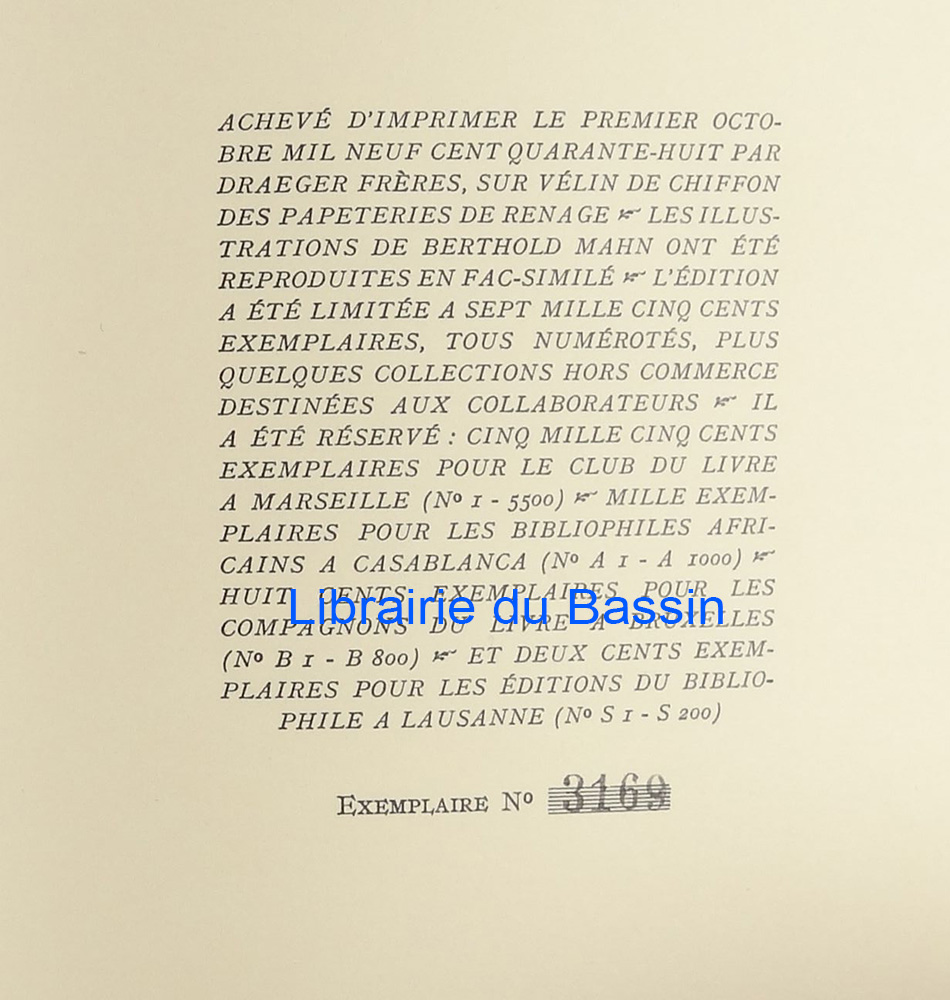 ACHEVÉ D'IMPRIMER LE PREMIER OCTO-
BRE MIL NEUF CENT QUARANTE-HUIT PAR
DRAEGER FRÈRES, SUR VÉLIN DE CHIFFON
DES PAPETERIES DE RENAGE LES ILLUS-
TRATIONS DE BERTHOLD MAHN ONT ÉTÉ
REPRODUITES EN FAC-SIMILÉ L'ÉDITION
A ÉTÉ LIMITÉE A SEPT MILLE CINQ CENTS
EXEMPLAIRES, TOUS NUMÉROTÉS, PLUS
QUELQUES COLLECTIONS HORS COMMERCE
DESTINÉES AUX COLLABORATEURS IL
A ÉTÉ RÉSERVÉ : CINQ MILLE CINQ CENTS
EXEMPLAIRES POUR LE CLUB DU LIVRE
A MARSEILLE (Nº 1 - 5500) MILLE EXEM-
PLAIRES POUR LES BIBLIOPHILES AFRI-
CAINS A CASABLANCA (Nº A 1 - A 1000)
HUIT CENTS EXEMPLAIRES POUR LES
Librairie du Bassin
COMPAGNONS DU LIVRE A BRUXELLES
(Nº B 1 - B 800) ET DEUX CENTS EXEM-
PLAIRES POUR LES ÉDITIONS DU BIBLIO-
PHILE A LAUSANNE (Nº S 1 - S 200)
EXEMPLAIRE Nº 3169